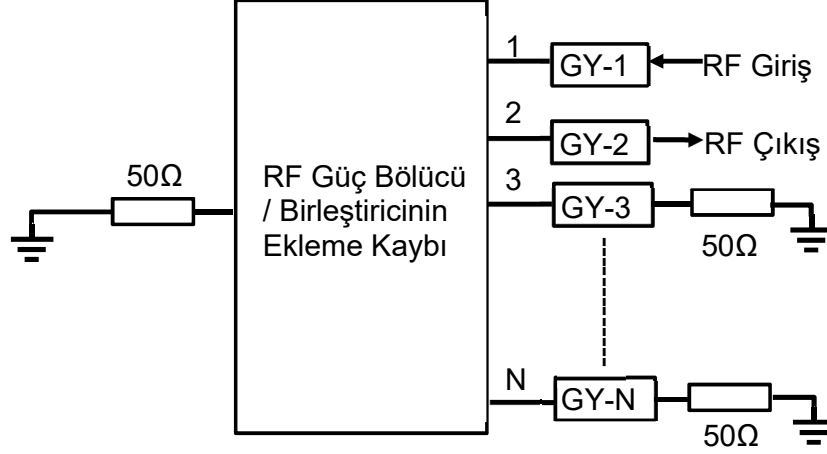 1
GY-1
RF Giriş
2
GY-2
RF Çıkış
50Ω
RF Güç Bölücü
/ Birleştiricinin
Ekleme Kaybı
3
GY-3
50Ω
N
GY-N
50Ω